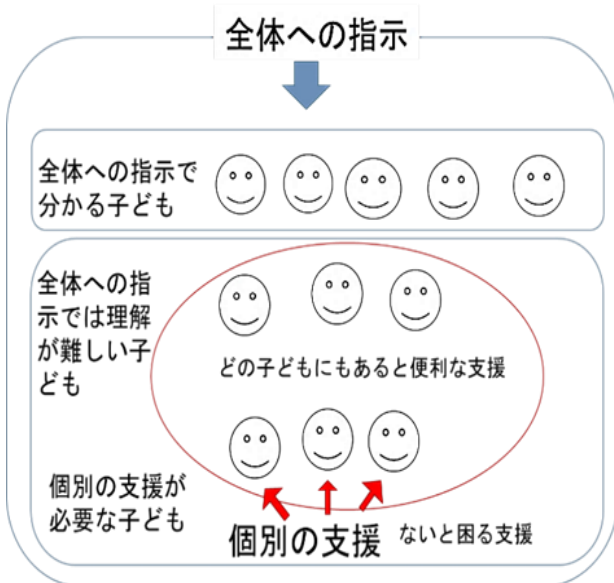 全体への指示
全体への指示で
分かる子ども
全体への指
示では理解
が難しい子
ども
どの子どもにもあると便利な支援
個別の支援が
必要な子ども
個別の支援
ないと困る支援